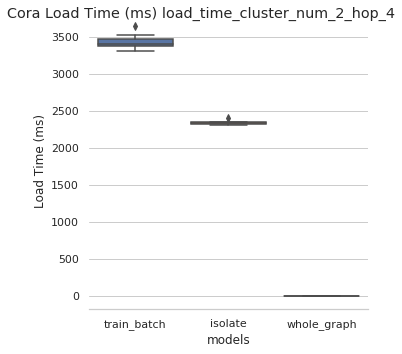 Cora Load Time (ms) load_time_cluster_num_2_hop_4
3500
3000
2500
2000
1500
1000
500
0
Load Time (ms)
train_batch isolate whole_graph
models